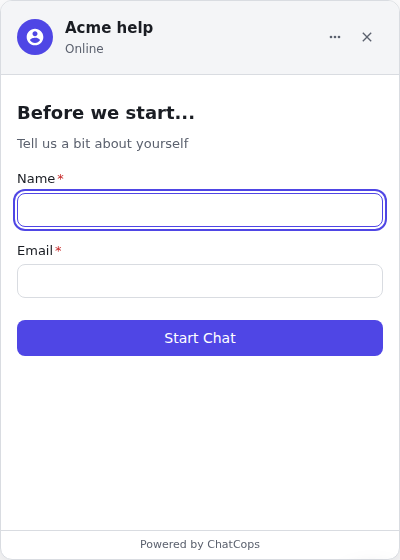 Acme help
Online
Before we start...
Tell us a bit about yourself
Name*
Email*
Start Chat
Powered by ChatCops